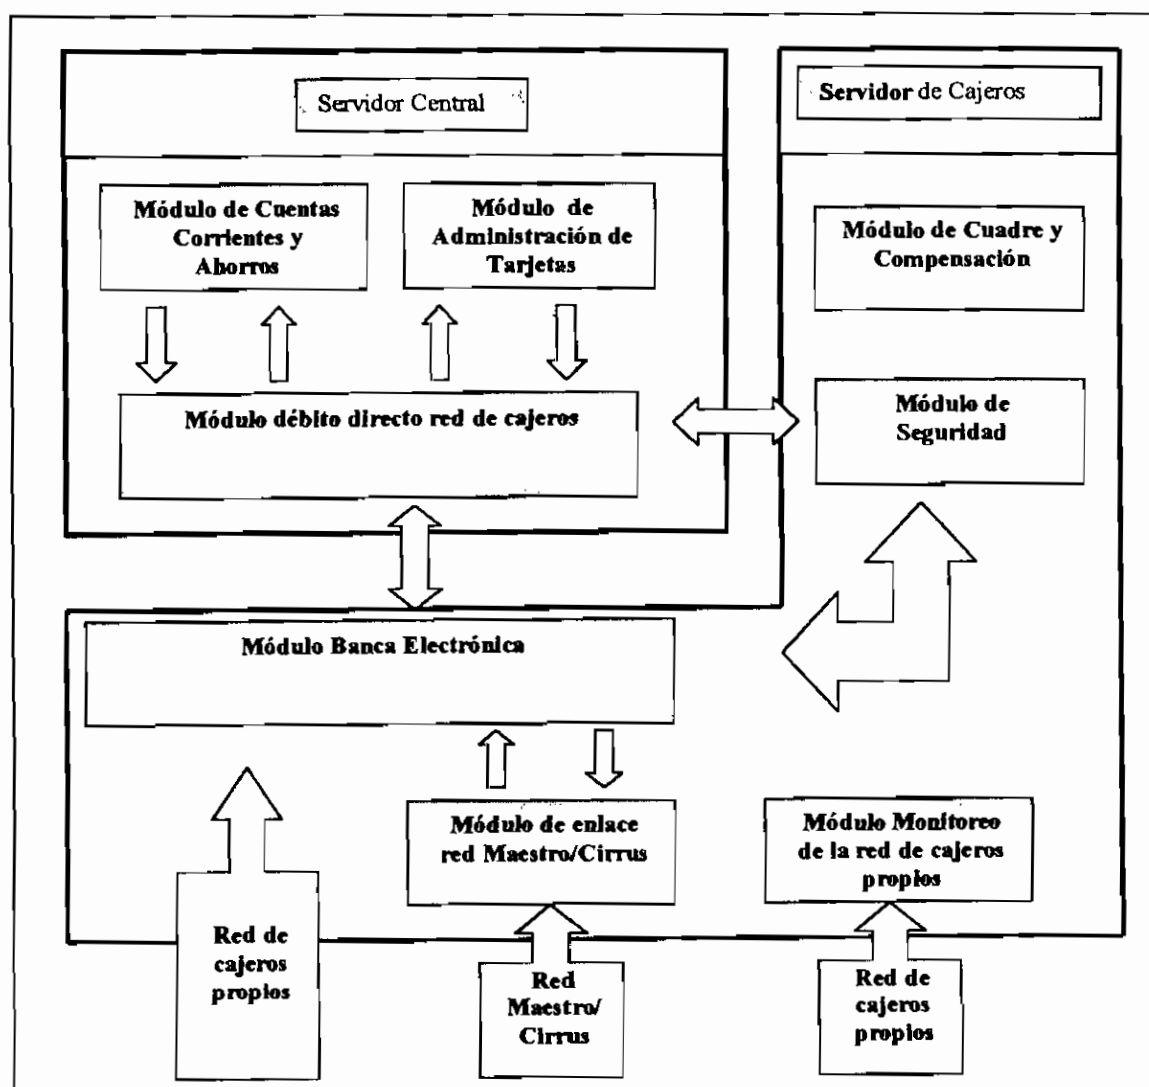 Servidor Central
Servidor de Cajeros
Módulo de Cuentas
Corrientes y
Ahorros
Módulo de
Administración de
Tarjetas
Módulo de Cuadre y
Compensación
Módulo débito directo red de cajeros
Módulo de
Seguridad
Módulo Banca Electrónica
Módulo de enlace
red Maestro/Cirrus
Módulo Monitoreo
de la red de cajeros
propios
Red de
cajeros
propios
Red
Maestro/
Cirrus
Red de
cajeros
propios